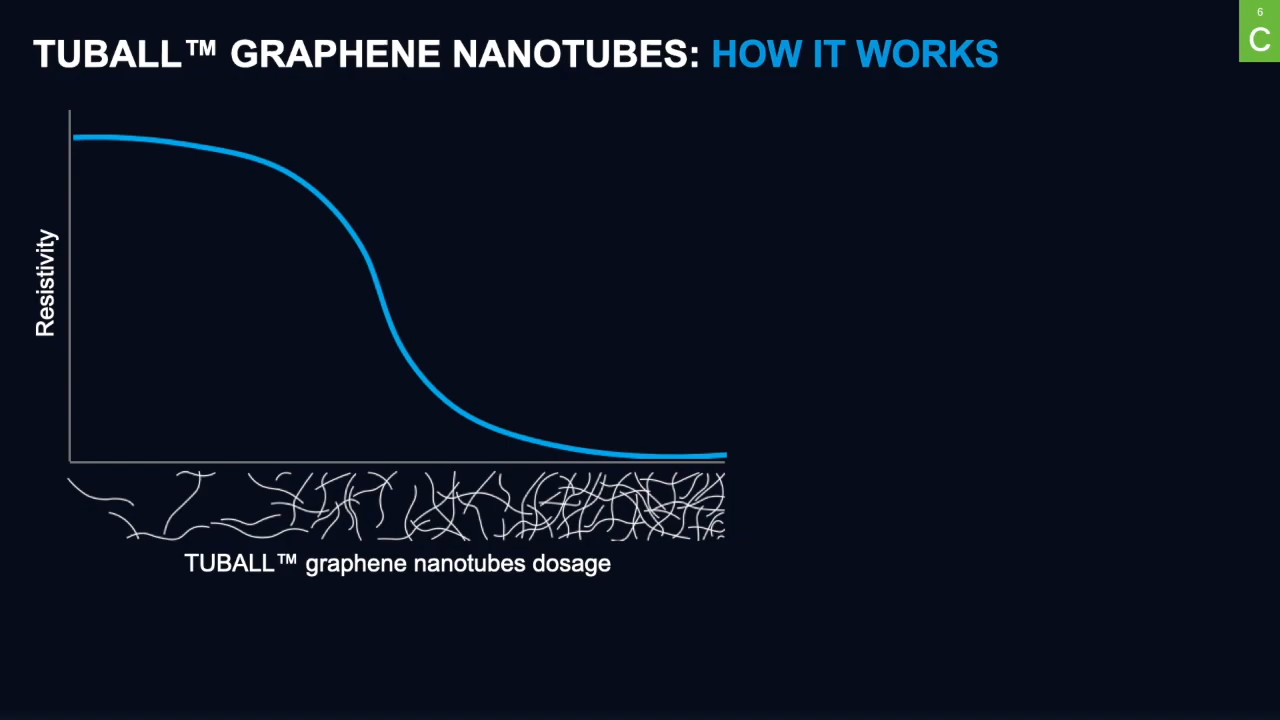 6
C
TUBALL™ GRAPHENE NANOTUBES: HOW IT WORKS
Resistivity
TUBALL™ graphene nanotubes dosage